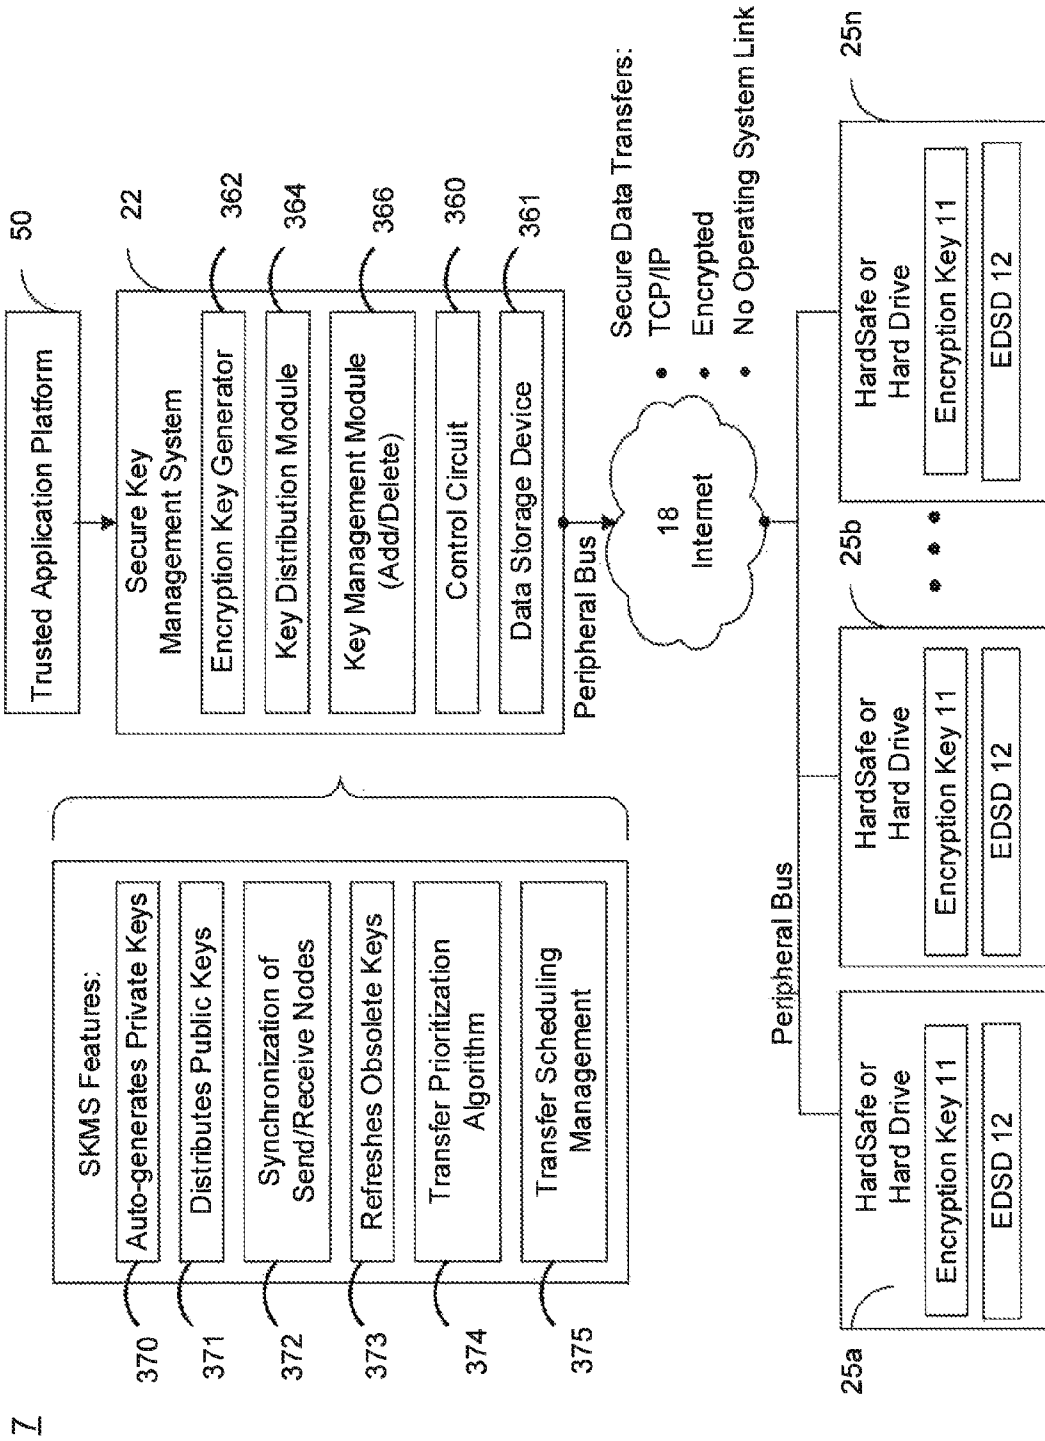 7
Trusted Application Platform
50
Secure Key
Management System
22
Encryption Key Generator
362
Key Distribution Module
364
Key Management Module
(Add/Delete)
366
Control Circuit
360
Data Storage Device
361
SKMS Features:
Auto-generates Private Keys
370
Distributes Public Keys
371
Synchronization of
Send/Receive Nodes
372
Refreshes Obsolete Keys
373
Transfer Prioritization
Algorithm
374
Transfer Scheduling
Management
375
Peripheral Bus
18
Internet
Secure Data Transfers:
• TCP/IP
• Encrypted
• No Operating System Link
Peripheral Bus
25a
HardSafe or
Hard Drive
Encryption Key 11
EDSD 12
25b
HardSafe or
Hard Drive
Encryption Key 11
EDSD 12
• • •
25n
HardSafe or
Hard Drive
Encryption Key 11
EDSD 12